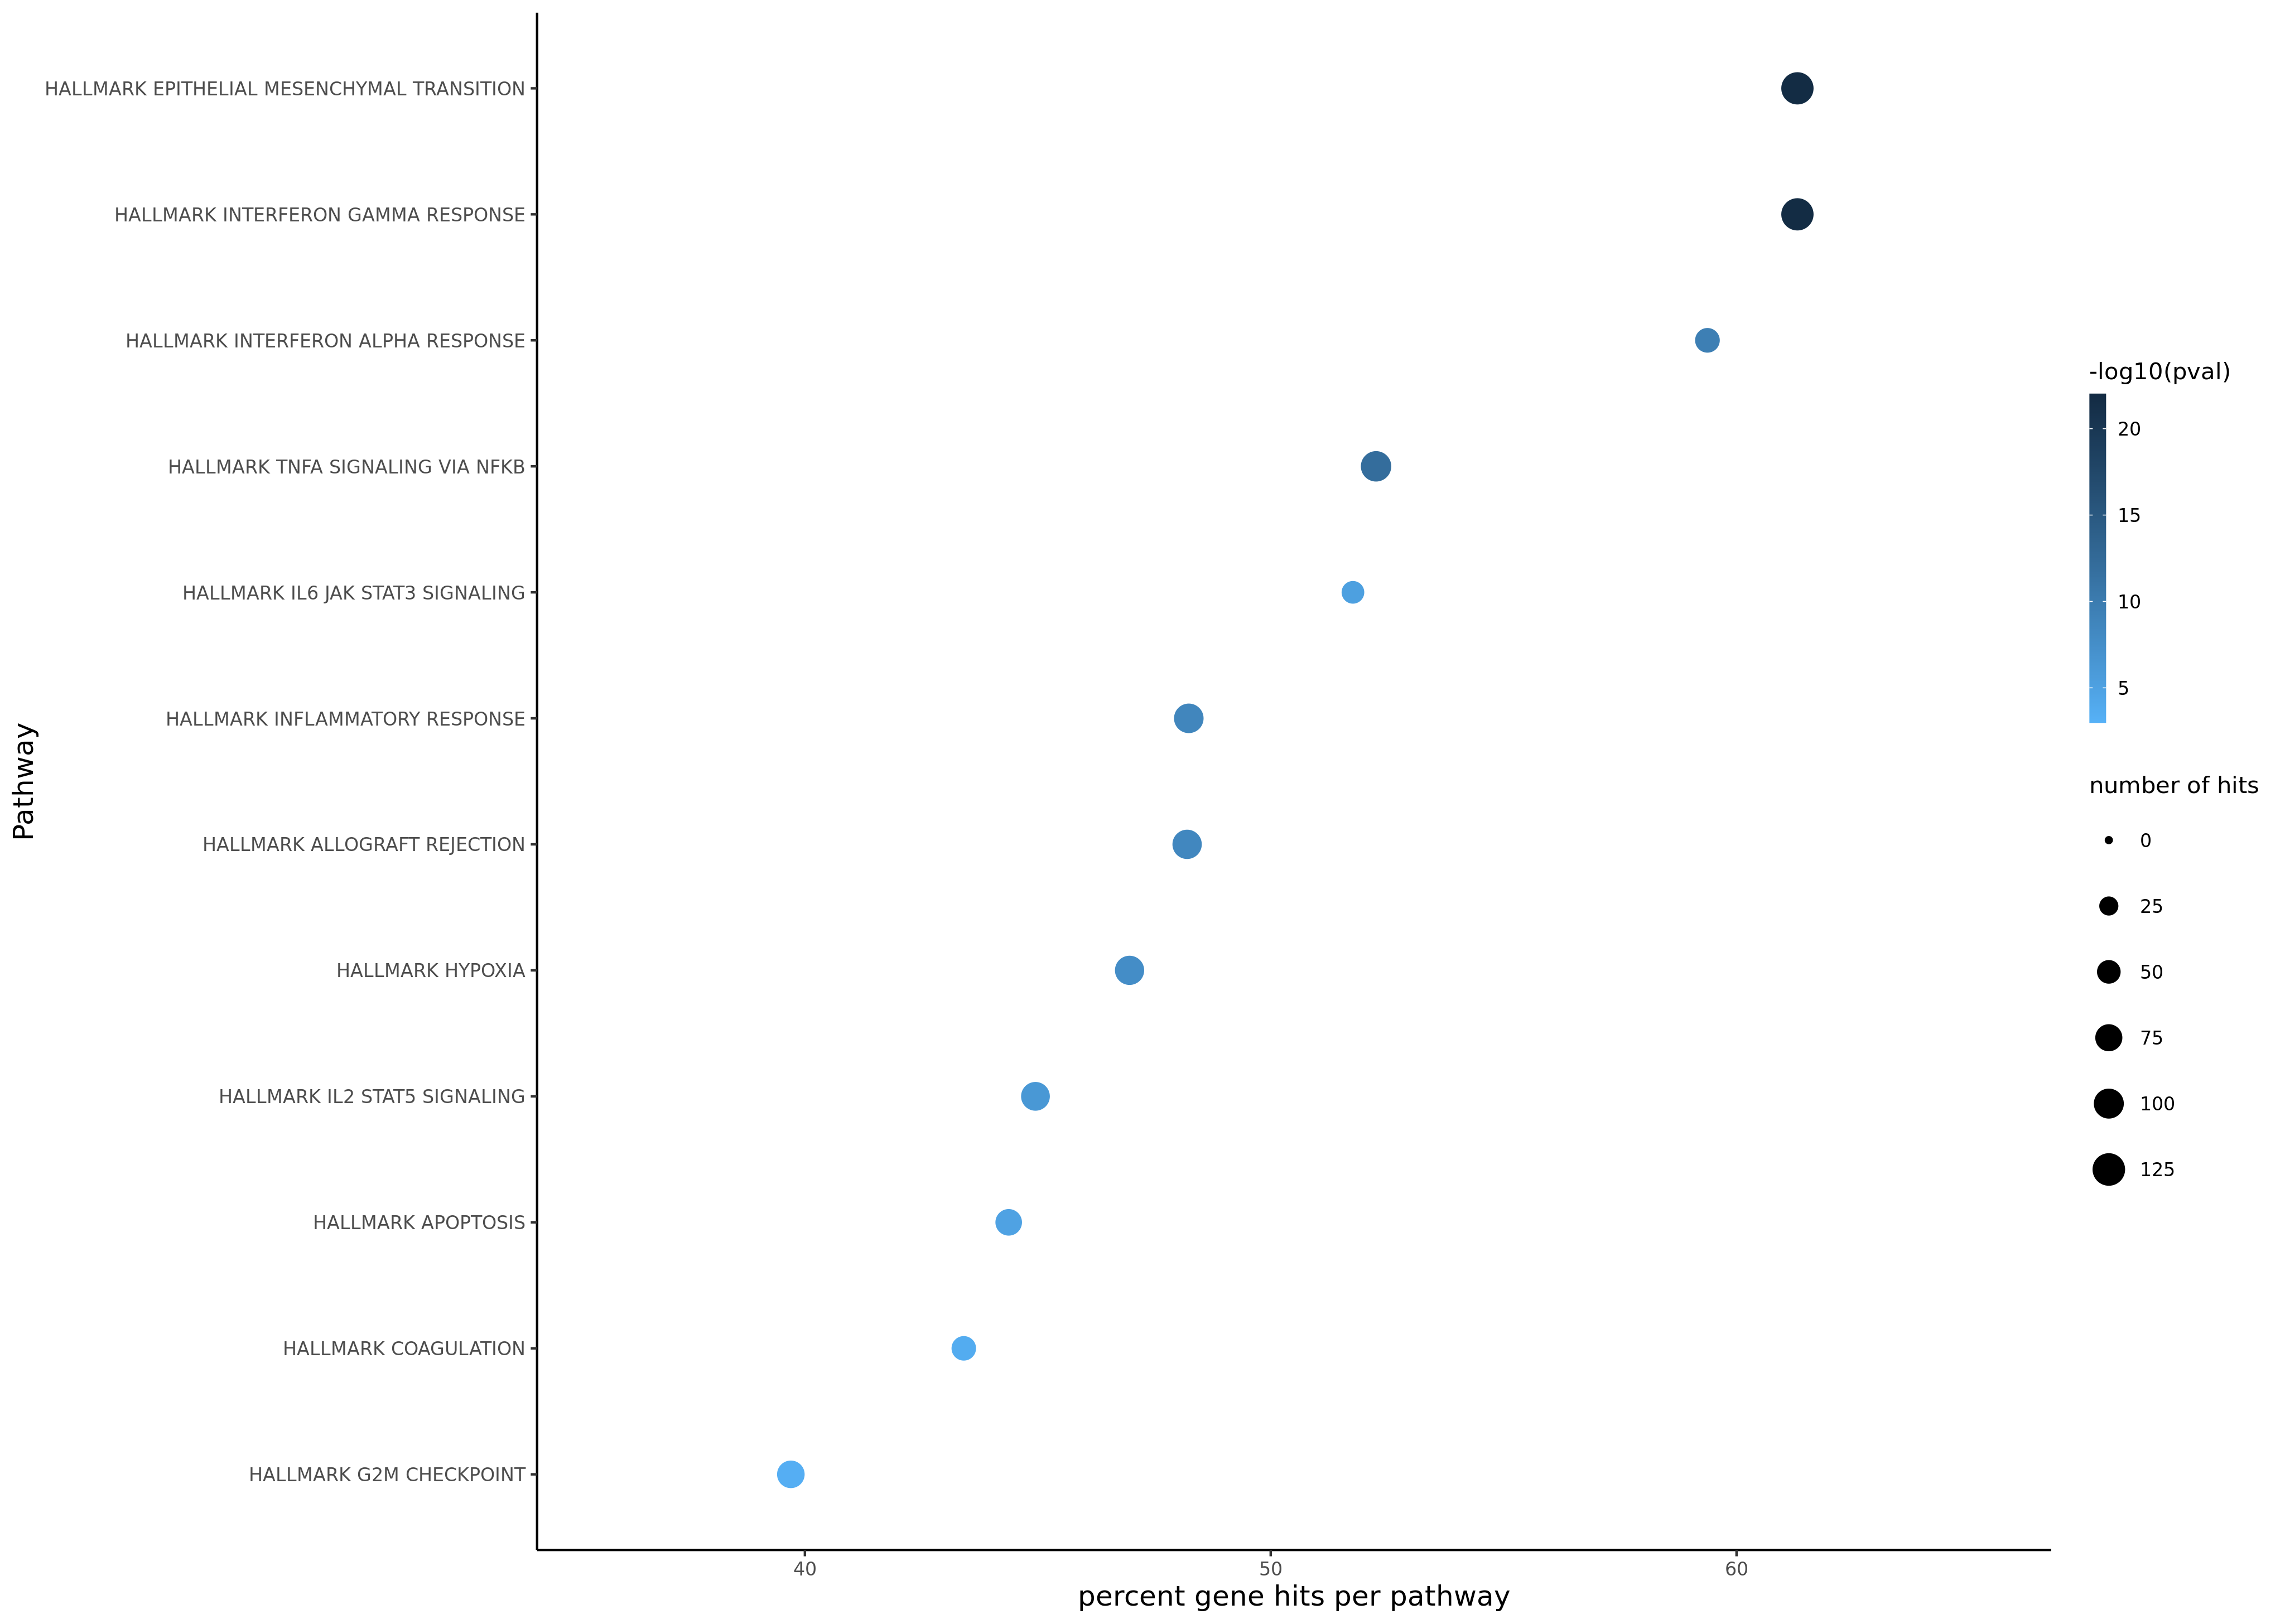 HALLMARK EPITHELIAL MESENCHYMAL TRANSITION
HALLMARK INTERFERON GAMMA RESPONSE
HALLMARK INTERFERON ALPHA RESPONSE
HALLMARK TNFA SIGNALING VIA NFKB
HALLMARK IL6 JAK STAT3 SIGNALING
HALLMARK INFLAMMATORY RESPONSE
HALLMARK ALLOGRAFT REJECTION
HALLMARK HYPOXIA
HALLMARK IL2 STAT5 SIGNALING
HALLMARK APOPTOSIS
HALLMARK COAGULATION
HALLMARK G2M CHECKPOINT
Pathway
40
50
60
percent gene hits per pathway
-log10(pval)
20
15
10
5
number of hits
0
25
50
75
100
125